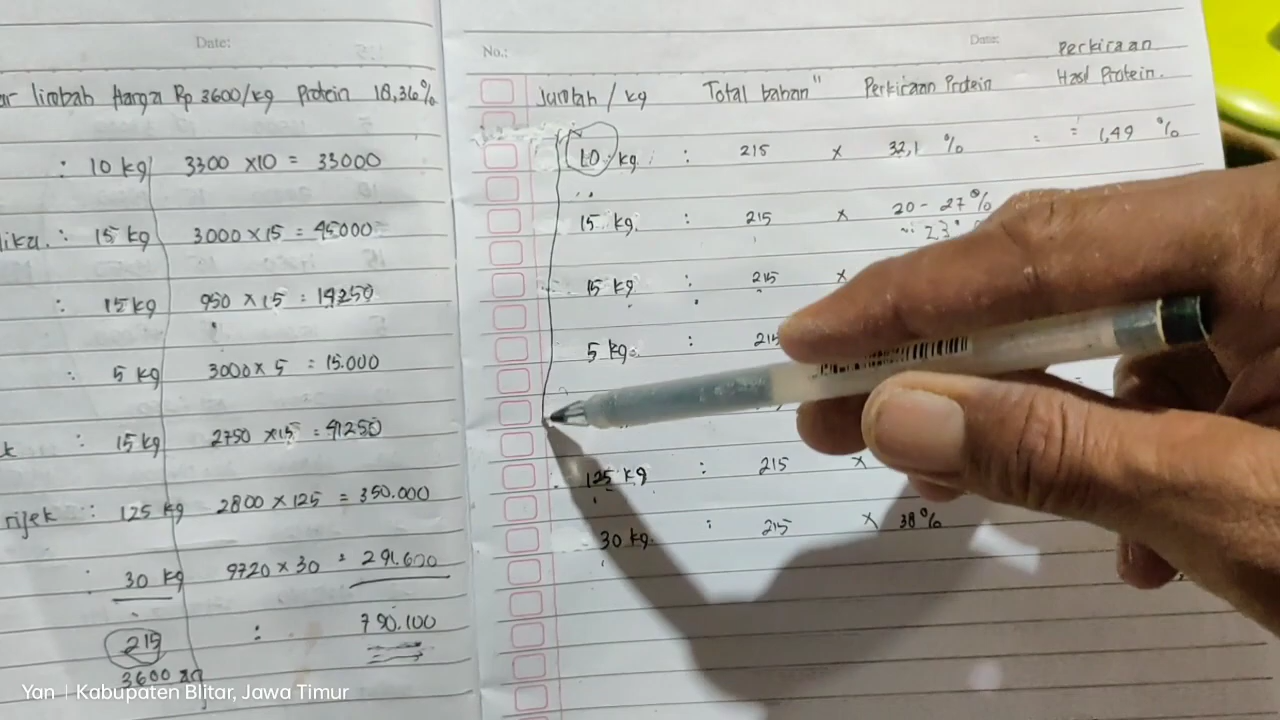 Date:
limbah Harga Rp 3600/kg Protein 18,36%
: 10 kg 3300 x10 = 33000
: 15 kg 3000 x 15 = 45000
: 15 kg 950 x 15 : 14250
: 5 kg 3000 x 5 : 15.000
: 15 kg 2750 x 15 : 41250
rijek : 125 kg 2800 x 125 = 350.000
: 30 kg 9720 x 30 : 291.600
215 : 790.100
3600
No.: Date:
Perkiraan
Jumlah / kg Total bahan" Perkiraan Protein Hasil Protein.
10 kg : 215 x 32,1 % = = 1,49 %
15 kg. : 215 x 20 - 27 %
23
15 kg : 215 x
5 kg : 215
125 kg : 215 x
30 kg. : 215 x 38%
Yan | Kabupaten Blitar, Jawa Timur